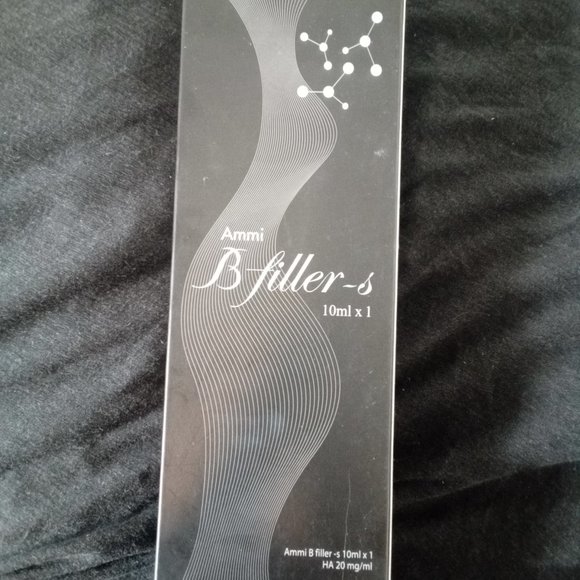 Ammi
B-filler-s
10ml x 1
Ammi B filler -s 10ml x 1
HA 20 mg/ml